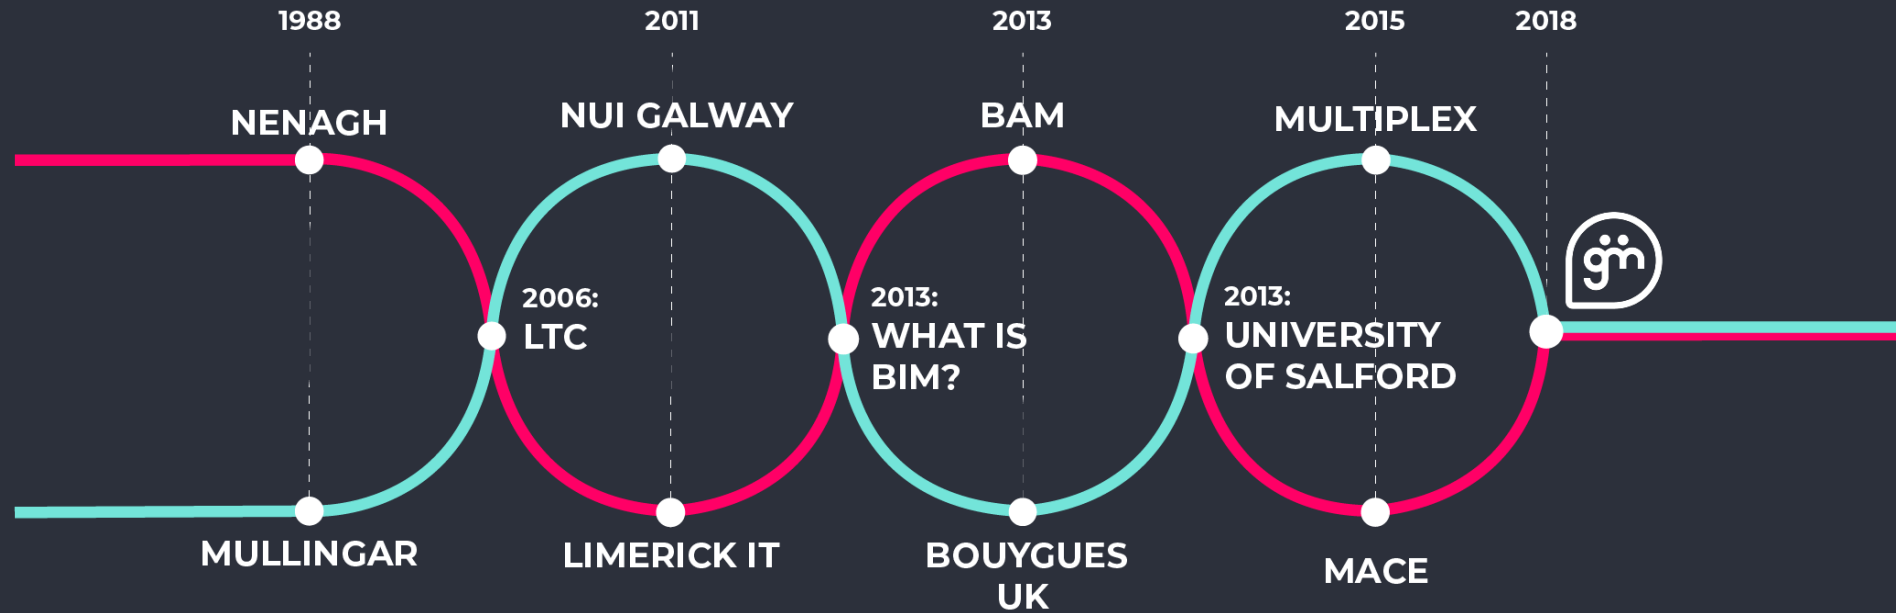 1988
2011
2013
2015
2018
NENAGH
NUI GALWAY
BAM
MULTIPLEX
gm
2006:
LTC
2013:
WHAT IS
BIM?
2013:
UNIVERSITY
OF SALFORD
MULLINGAR
LIMERICK IT
BOUYGUES
UK
MACE